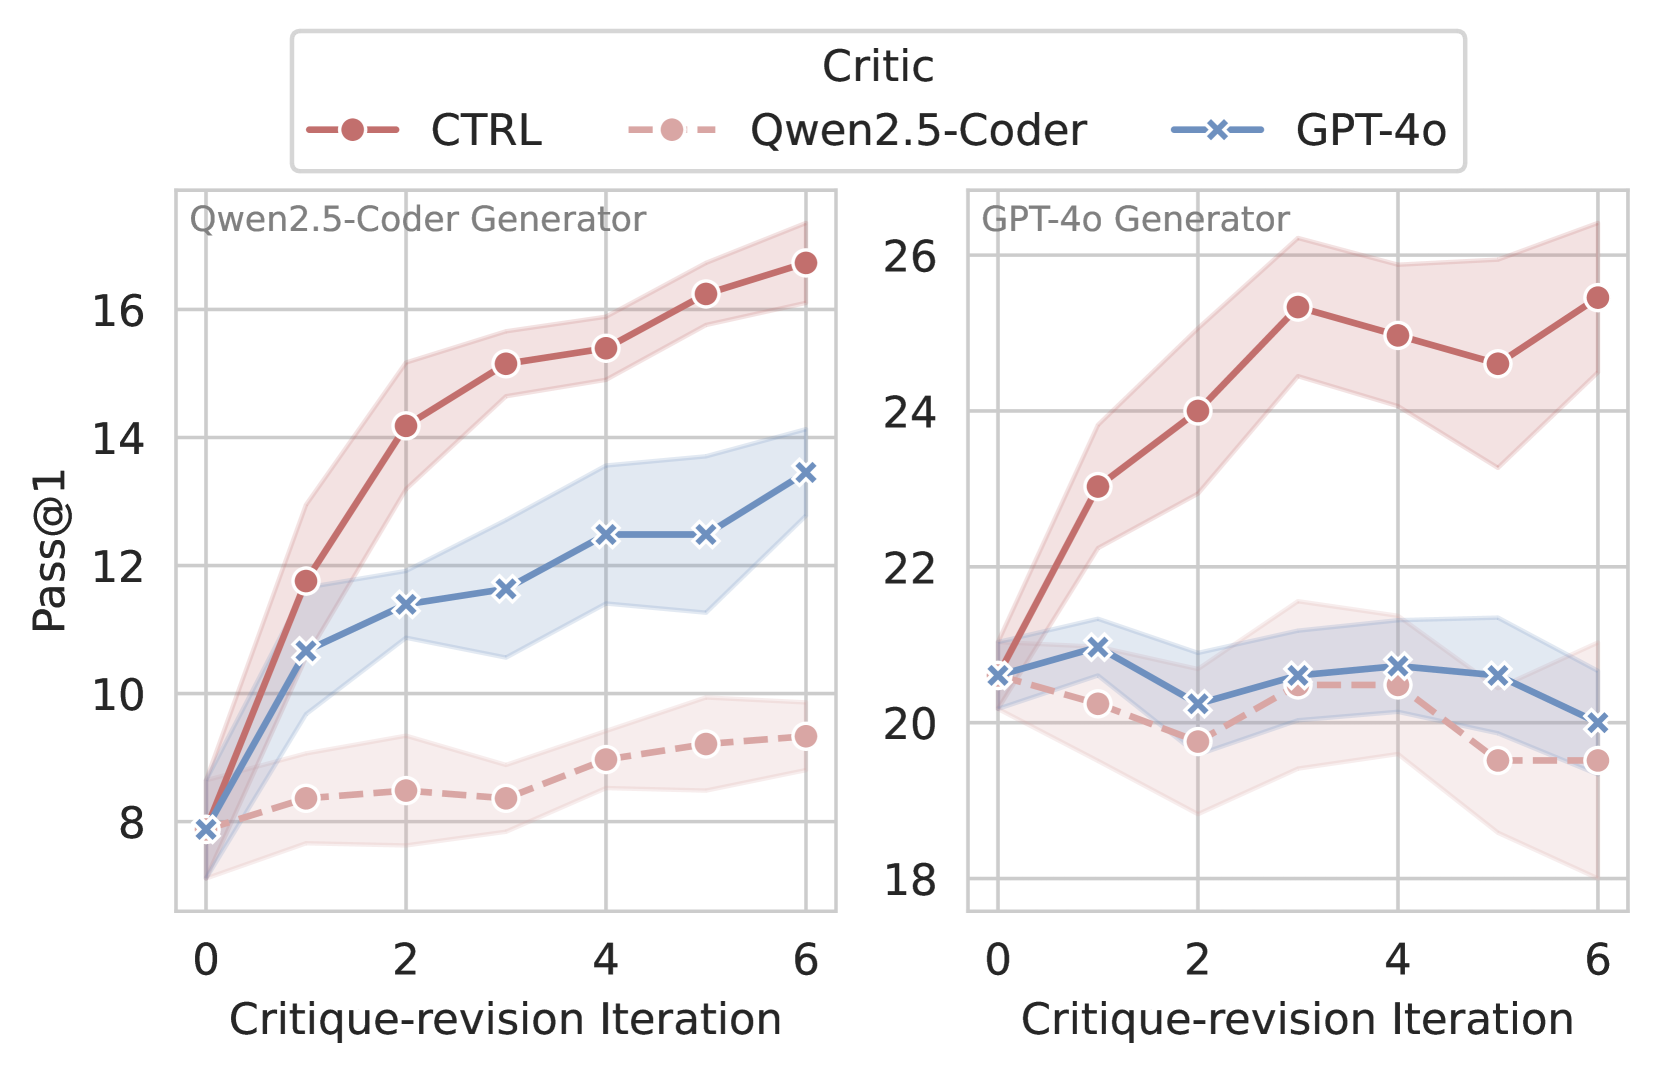 Critic
CTRL Qwen2.5-Coder GPT-4o
Qwen2.5-Coder Generator
Pass@1
16
14
12
10
8
0 2 4 6
Critique-revision Iteration
GPT-4o Generator
26
24
22
20
18
0 2 4 6
Critique-revision Iteration